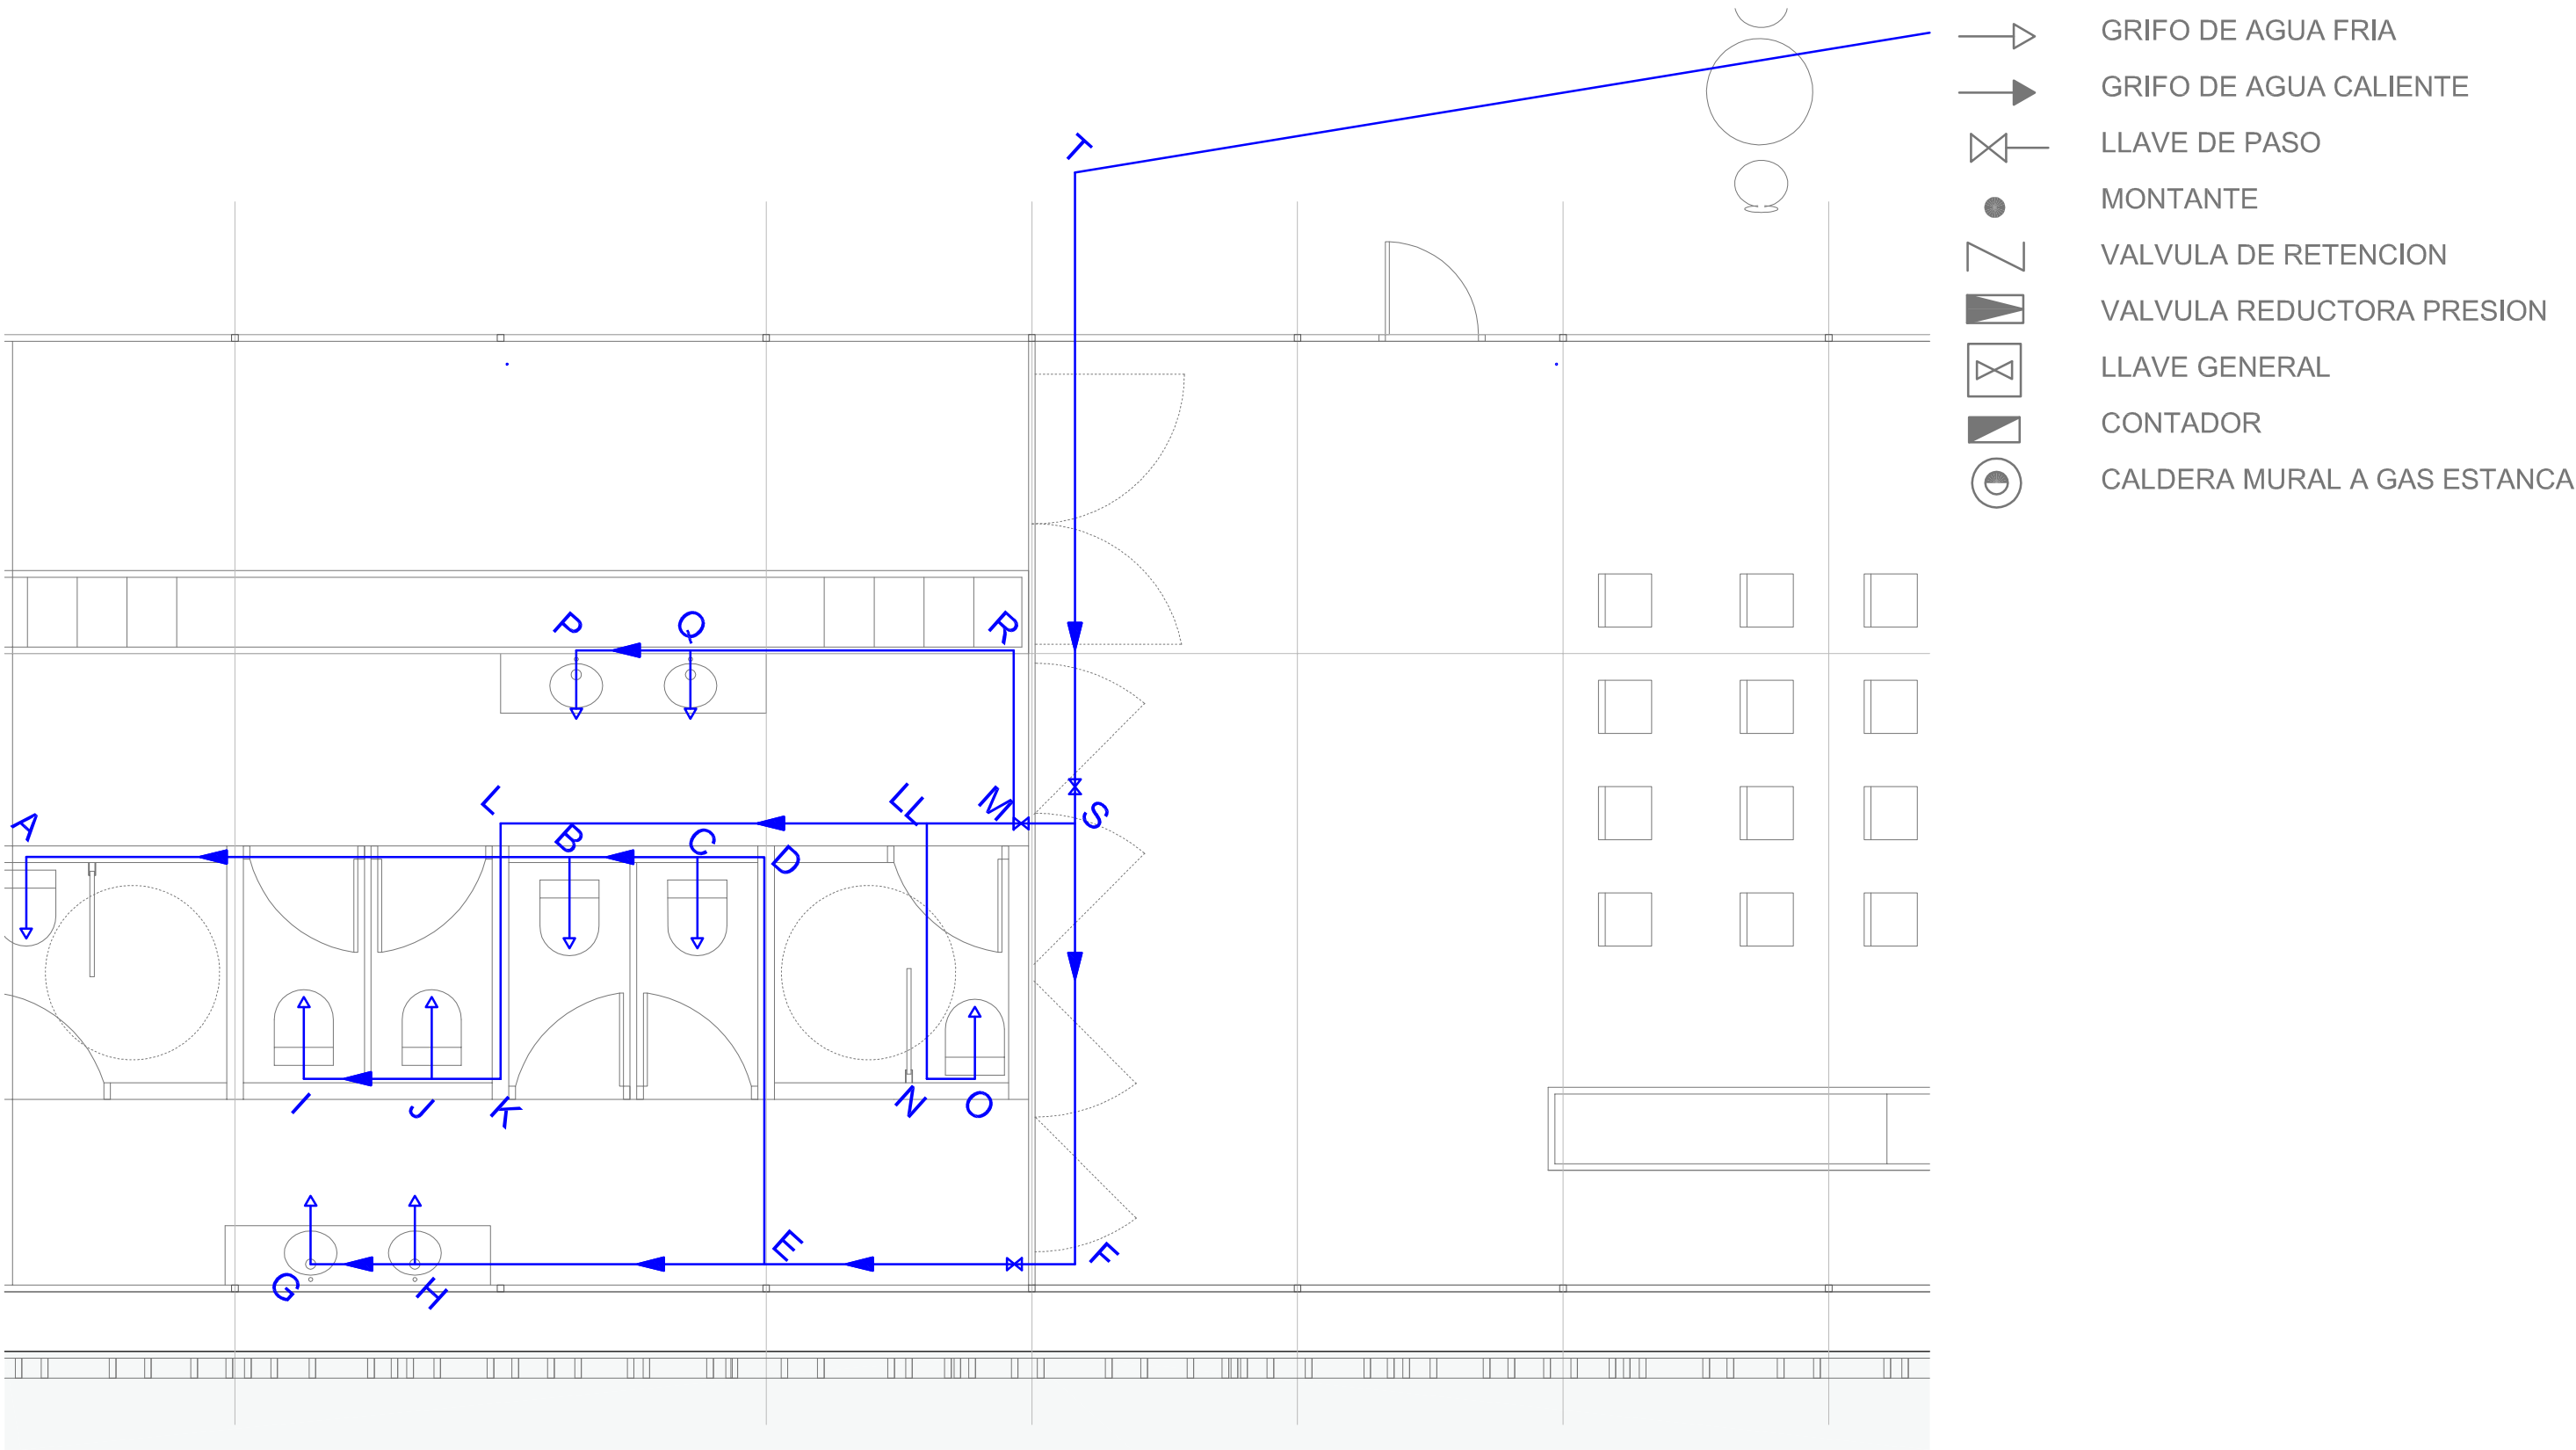 GRIFO DE AGUA FRIA
GRIFO DE AGUA CALIENTE
LLAVE DE PASO
MONTANTE
VALVULA DE RETENCION
VALVULA REDUCTORA PRESION
LLAVE GENERAL
CONTADOR
CALDERA MURAL A GAS ESTANCA
T
P
Q
R
L
LL
M
S
A
B
C
D
I
J
K
N
O
E
F
G
H